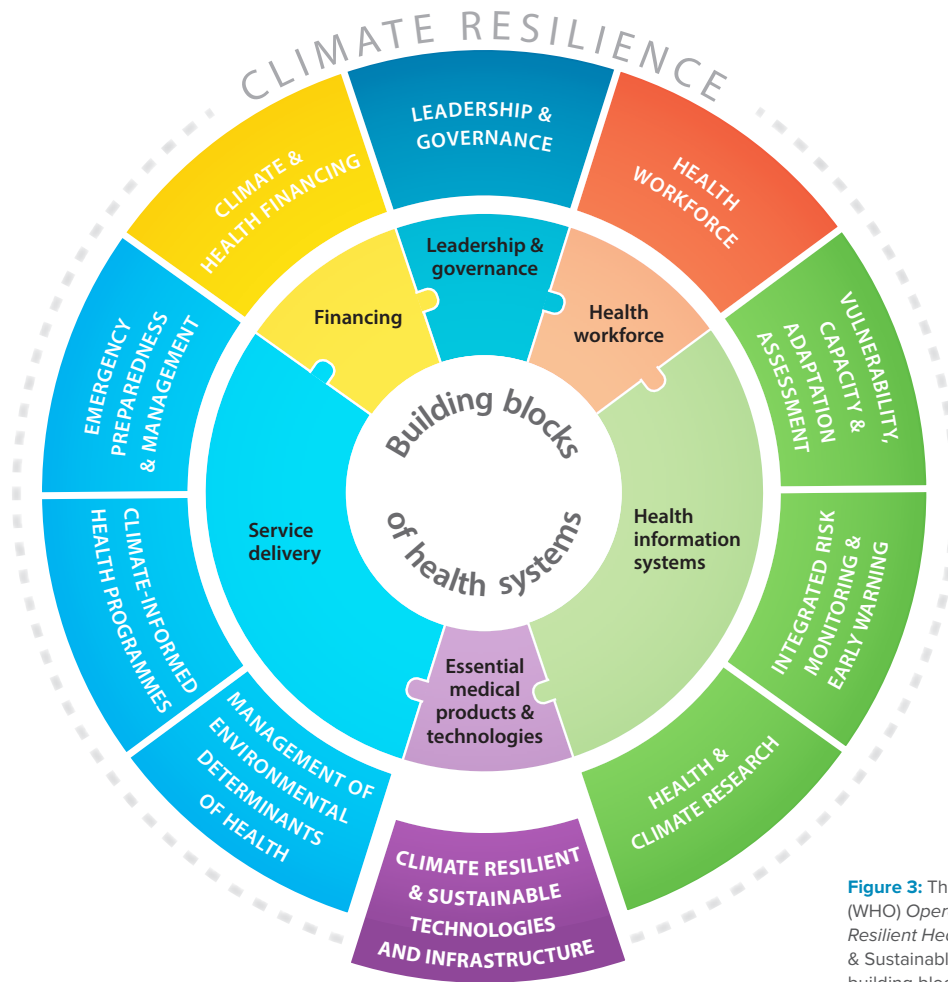 CLIMATE RESILIENCE
LEADERSHIP &
GOVERNANCE
HEALTH
WORKFORCE
VULNERABILITY,
CAPACITY &
ADAPTATION
ASSESSMENT
INTEGRATED RISK
MONITORING &
EARLY WARNING
HEALTH &
CLIMATE RESEARCH
CLIMATE RESILIENT
& SUSTAINABLE
TECHNOLOGIES
AND INFRASTRUCTURE
MANAGEMENT OF
ENVIRONMENTAL
DETERMINANTS
OF HEALTH
CLIMATE-INFORMED
HEALTH PROGRAMMES
EMERGENCY
PREPAREDNESS
& MANAGEMENT
CLIMATE &
HEALTH FINANCING
Leadership &
governance
Health
workforce
Health
information
systems
Essential
medical
products &
technologies
Service
delivery
Financing
Building blocks
of health systems
Figure 3: Th
(WHO) Oper
Resilient Hea
& Sustainabl
building bloc